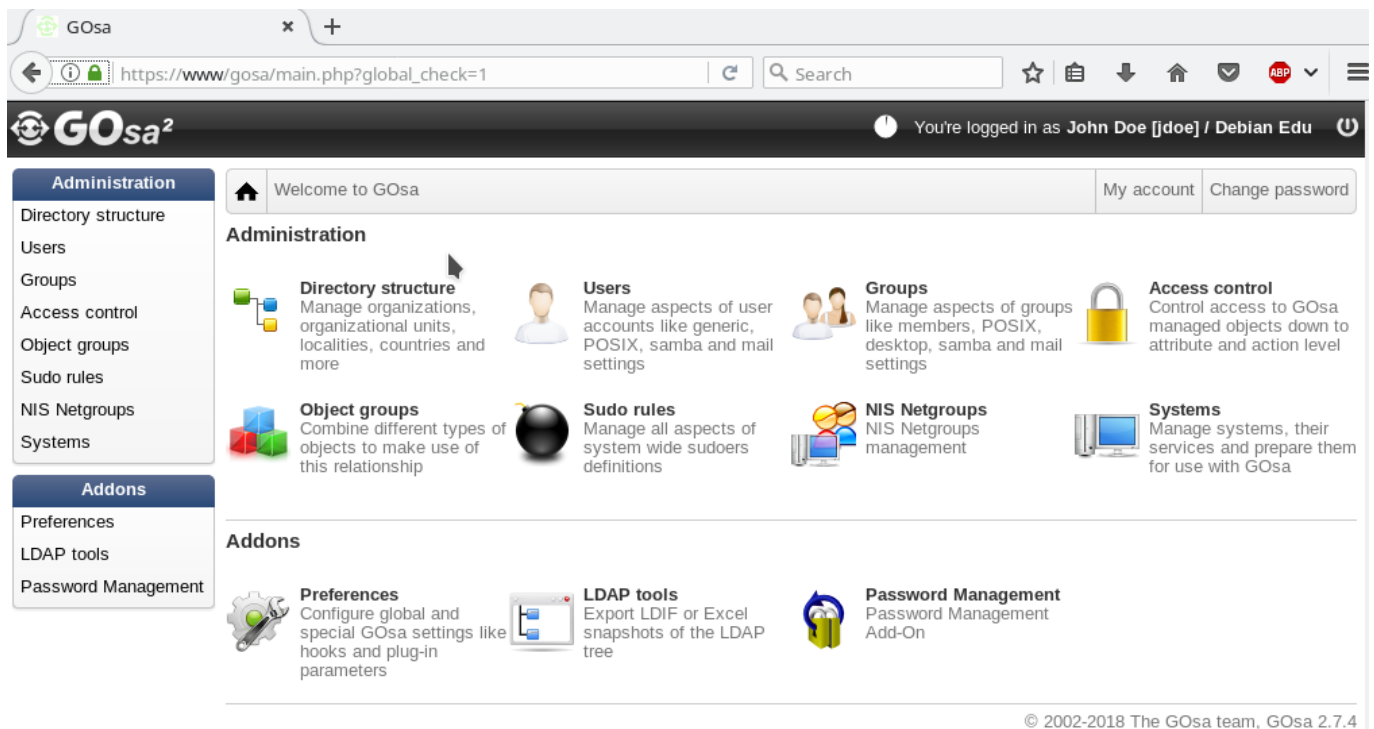 GOsa
https://www/gosa/main.php?global_check=1
Search
ABP
GOsa²
You're logged in as John Doe [jdoe] / Debian Edu
Administration
Directory structure
Users
Groups
Access control
Object groups
Sudo rules
NIS Netgroups
Systems
Addons
Preferences
LDAP tools
Password Management
Welcome to GOsa
My account
Change password
Administration
Directory structure
Manage organizations,
organizational units,
localities, countries and
more
Users
Manage aspects of user
accounts like generic,
POSIX, samba and mail
settings
Groups
Manage aspects of groups
like members, POSIX,
desktop, samba and mail
settings
Access control
Control access to GOsa
managed objects down to
attribute and action level
Object groups
Combine different types of
objects to make use of
this relationship
Sudo rules
Manage all aspects of
system wide sudoers
definitions
NIS Netgroups
NIS Netgroups
management
Systems
Manage systems, their
services and prepare them
for use with GOsa
Addons
Preferences
Configure global and
special GOsa settings like
hooks and plug-in
parameters
LDAP tools
Export LDIF or Excel
snapshots of the LDAP
tree
Password Management
Password Management
Add-On
© 2002-2018 The GOsa team, GOsa 2.7.4